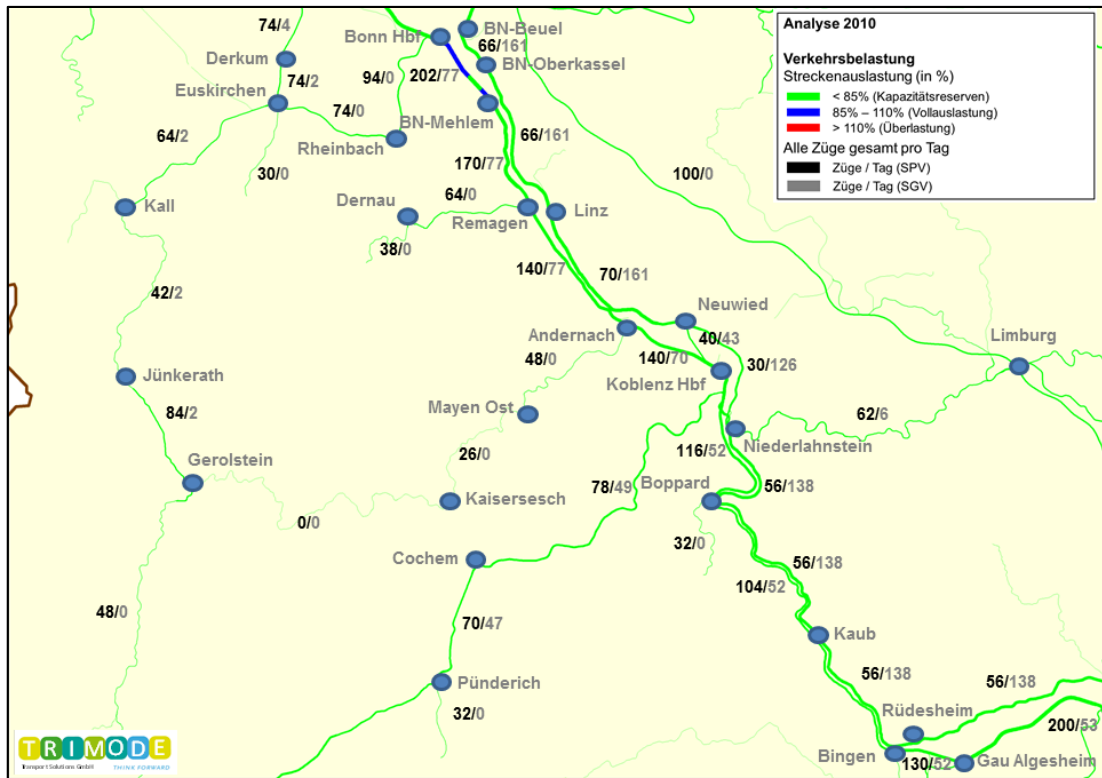 74/4
Bonn Hbf
BN-Beuel
66/161
Derkum
BN-Oberkassel
202/77
94/0
74/2
Euskirchen
74/0
BN-Mehlem
64/2
Rheinbach
66/161
170/77
30/0
100/0
64/0
Kall
Dernau
Remagen
Linz
38/0
140/77
70/161
42/2
Neuwied
Andernach
40/43
Limburg
48/0
140/70
30/126
Jünkerath
Koblenz Hbf
84/2
Mayen Ost
62/6
Niederlahnstein
116/52
26/0
Gerolstein
78/49
Boppard
56/138
Kaisersesch
0/0
32/0
Cochem
56/138
104/52
48/0
70/47
Kaub
56/138
56/138
Pünderich
Rüdesheim
32/0
200/53
Bingen
130/52
Gau Algesheim
Analyse 2010
Verkehrsbelastung
Streckenauslastung (in %)
< 85% (Kapazitätsreserven)
85% – 110% (Vollauslastung)
> 110% (Überlastung)
Alle Züge gesamt pro Tag
Züge / Tag (SPV)
Züge / Tag (SGV)
TRIMODE
Transport Solutions GmbH THINK FORWARD